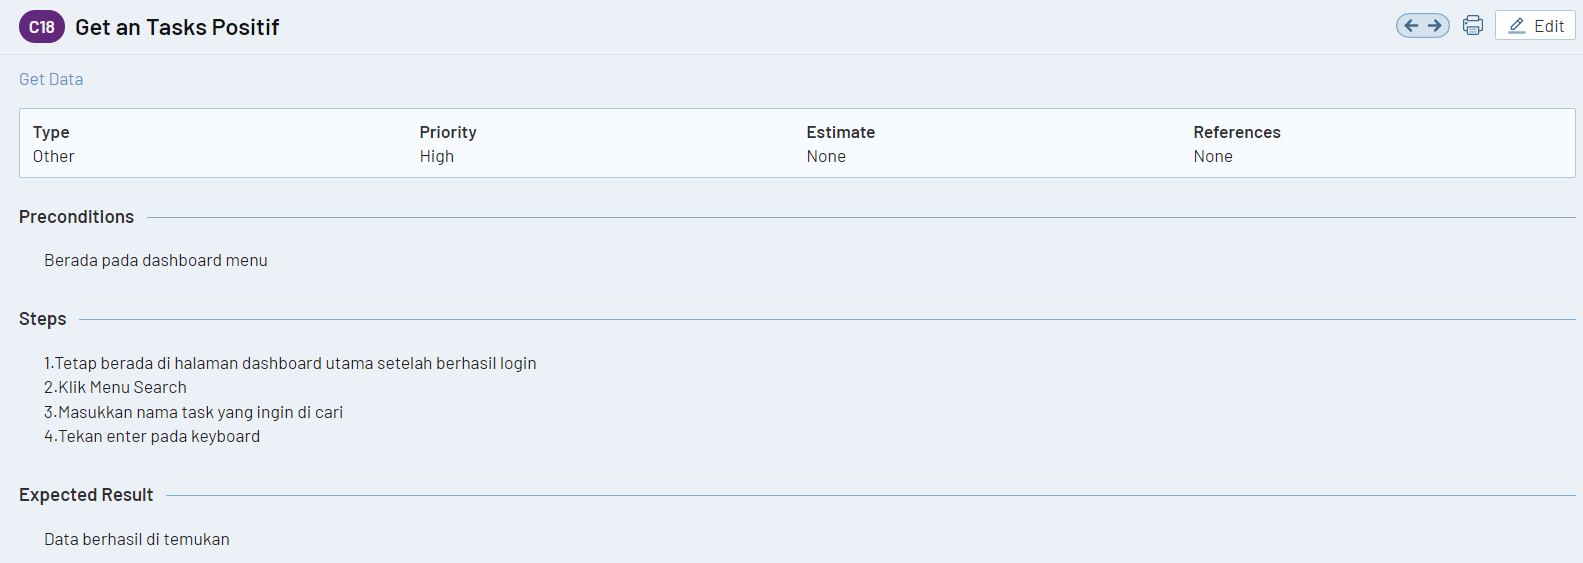 C18 Get an Tasks Positif
Edit
Get Data
Type Priority Estimate References
Other High None None
Preconditions
Berada pada dashboard menu
Steps
1.Tetap berada di halaman dashboard utama setelah berhasil login
2.Klik Menu Search
3.Masukkan nama task yang ingin di cari
4.Tekan enter pada keyboard
Expected Result
Data berhasil di temukan